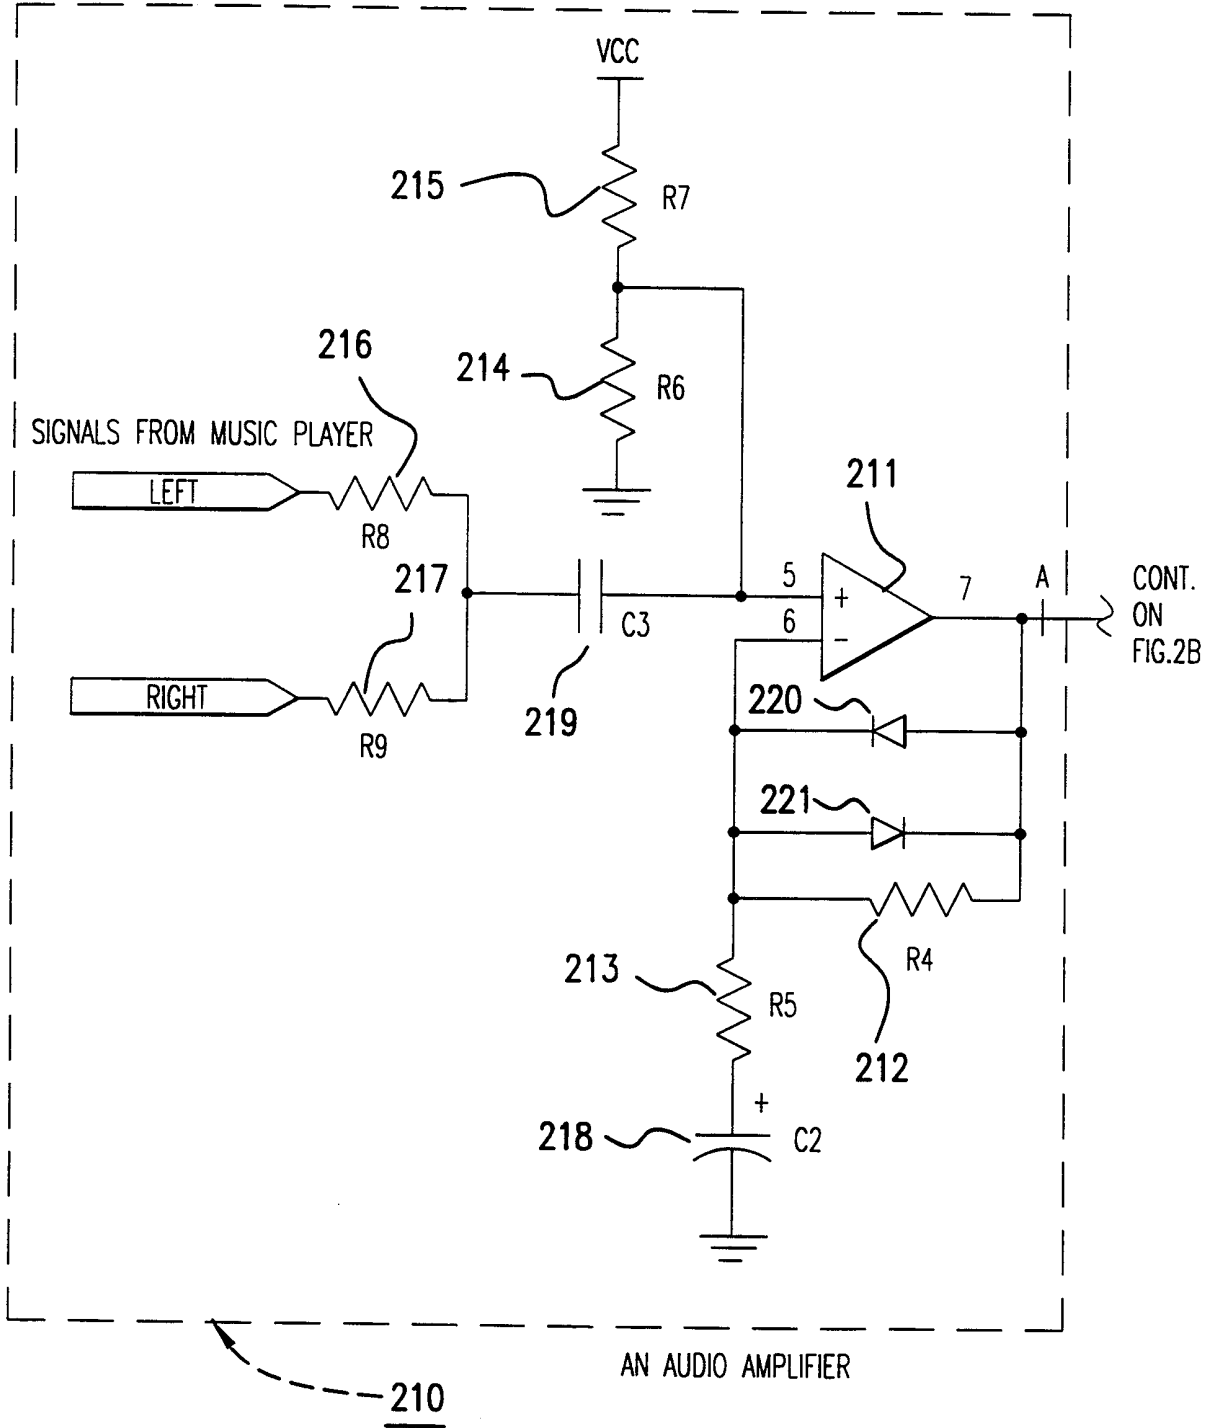 VCC
215
R7
216
214
R6
SIGNALS FROM MUSIC PLAYER
LEFT
R8
211
217
5
+
7
A
CONT.
ON
FIG.2B
C3
6
−
RIGHT
R9
219
220
221
R4
213
R5
212
+
218
C2
AN AUDIO AMPLIFIER
210